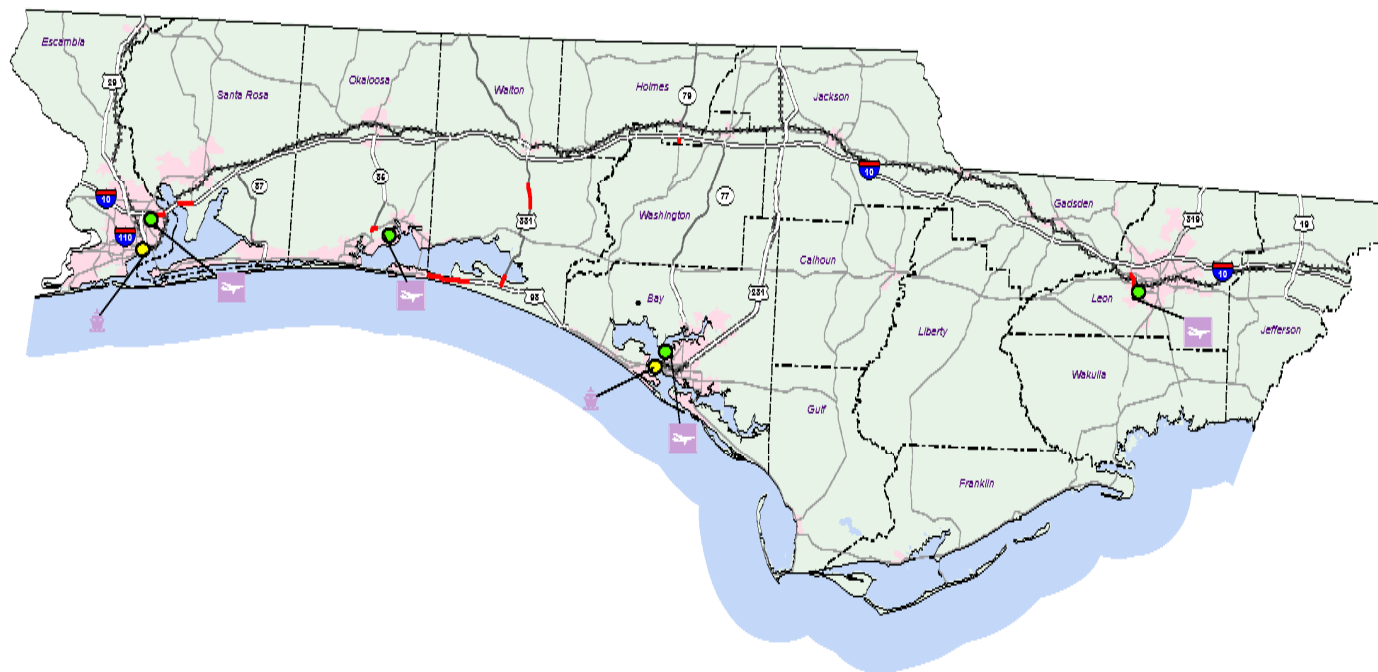 Escambia
29
Santa Rosa
Okaloosa
Walton
Holmes
79
Jackson
10
Gadsden
319
19
10
110
87
331
Washington
77
Calhoun
10
Leon
Jefferson
98
Bay
231
Liberty
Wakulla
Gulf
Franklin